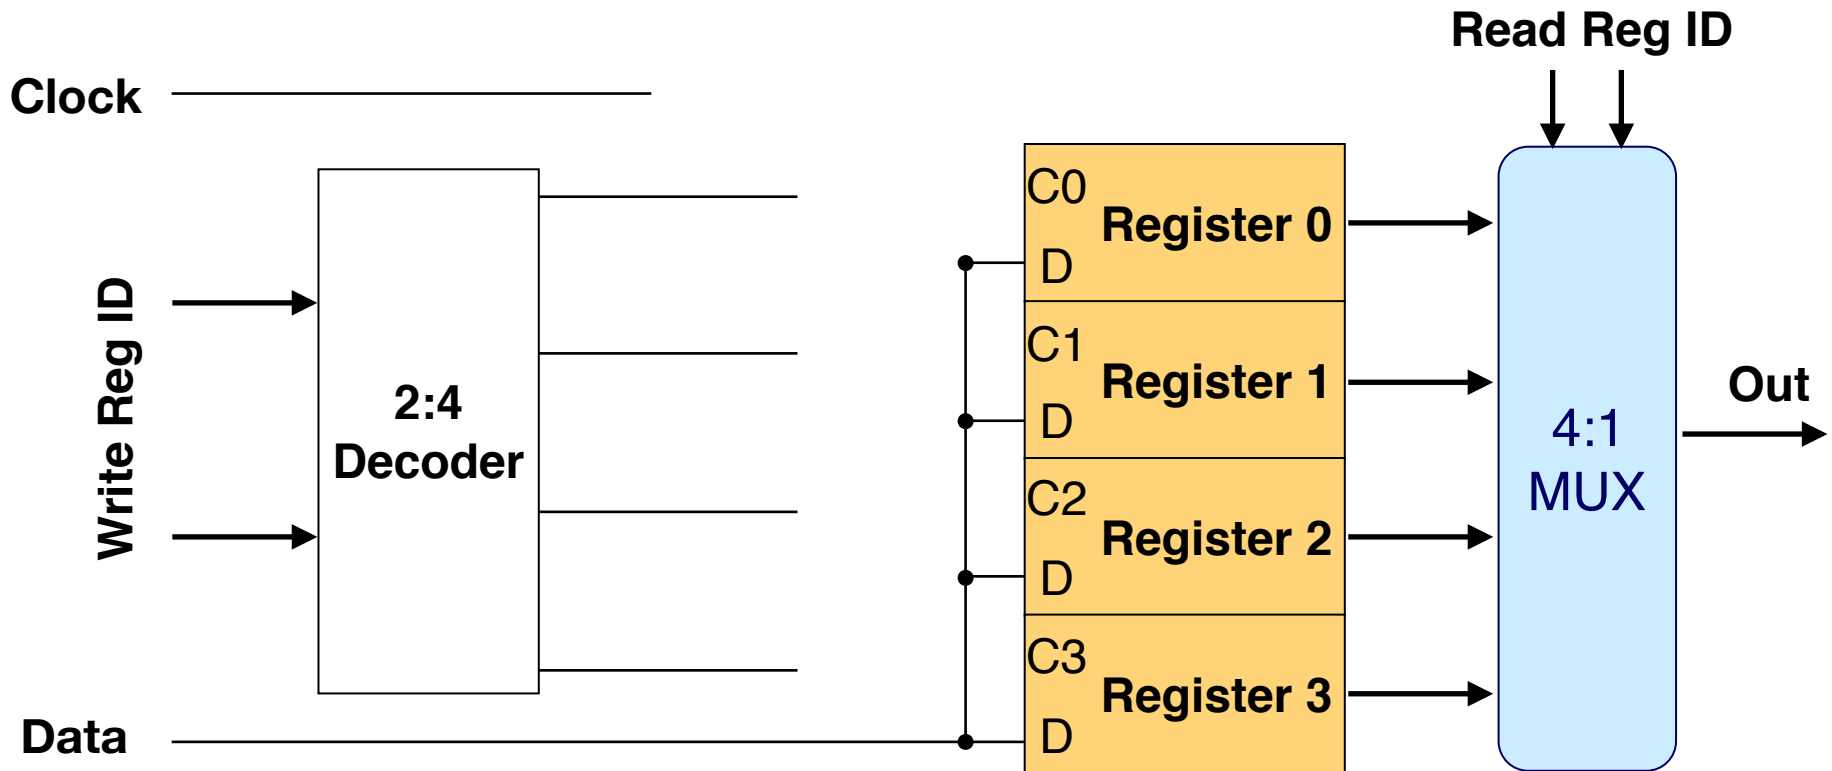 Read Reg ID
Clock
Write Reg ID
2:4
Decoder
Data
C0
Register 0
D
C1
Register 1
D
C2
Register 2
D
C3
Register 3
D
4:1
MUX
Out